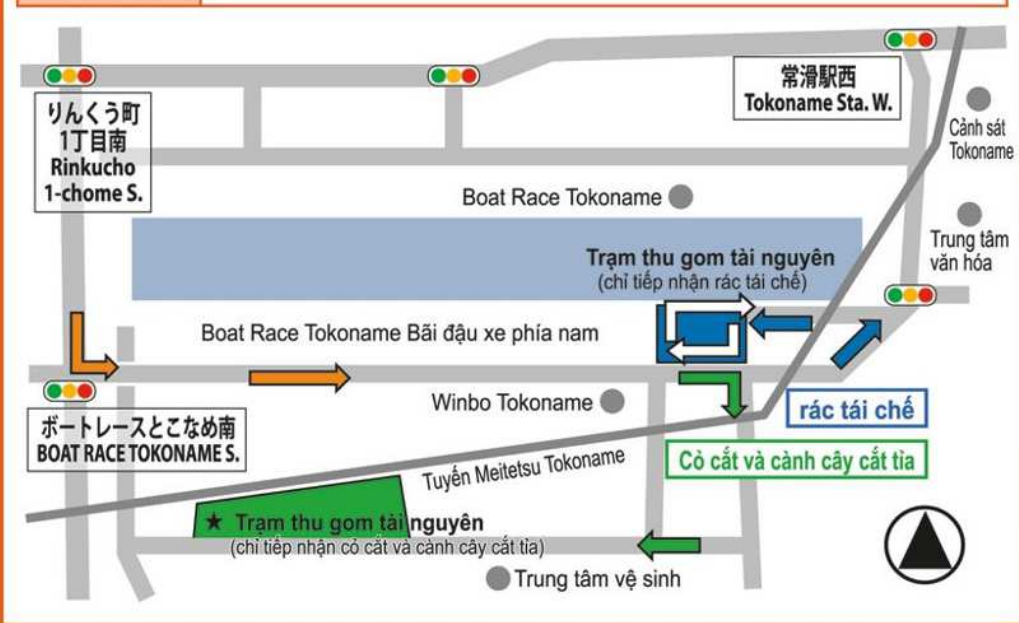 りんくう町
1丁目南
Rinkucho
1-chome S.
常滑駅西
Tokoname Sta. W.
Cảnh sát
Tokoname
Boat Race Tokoname
Trung tâm
văn hóa
Trạm thu gom tài nguyên
(chỉ tiếp nhận rác tái chế)
Boat Race Tokoname Bãi đậu xe phía nam
Winbo Tokoname
rác tái chế
ボートレースとこなめ南
BOAT RACE TOKONAME S.
Tuyến Meitetsu Tokoname
Cỏ cắt và cành cây cắt tỉa
★ Trạm thu gom tài nguyên
(chỉ tiếp nhận cỏ cắt và cành cây cắt tỉa)
Trung tâm vệ sinh